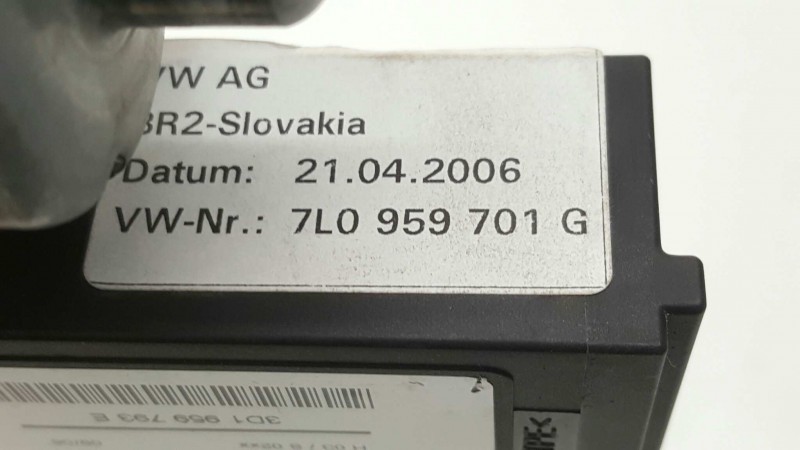 VW AG
BR2-Slovakia
Datum: 21.04.2006
VW-Nr.: 7L0 959 701 G
3D1 959 793 E